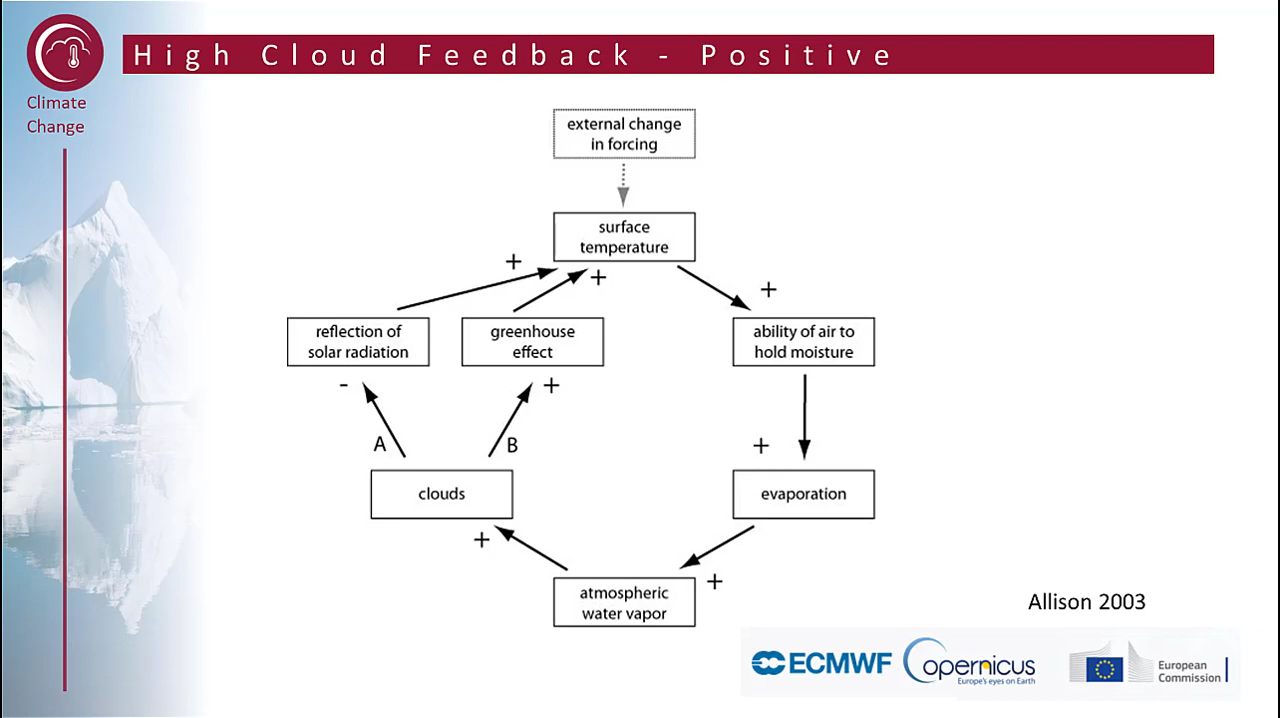 High Cloud Feedback - Positive
Climate
Change
external change
in forcing
surface
temperature
+
+
+
reflection of
solar radiation
greenhouse
effect
ability of air to
hold moisture
-
+
A
B
+
clouds
evaporation
+
atmospheric
water vapor
+
Allison 2003
ECMWF
opernicus
Europe's eyes on Earth
European
Commission